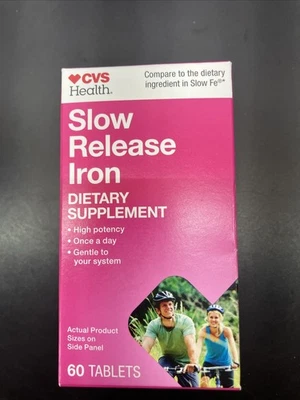 CVS
Health.
Compare to the dietary
ingredient in Slow Fe®*
Slow
Release
Iron
DIETARY
SUPPLEMENT
• High potency
• Once a day
• Gentle to
your system
Actual Product
Sizes on
Side Panel
60 TABLETS